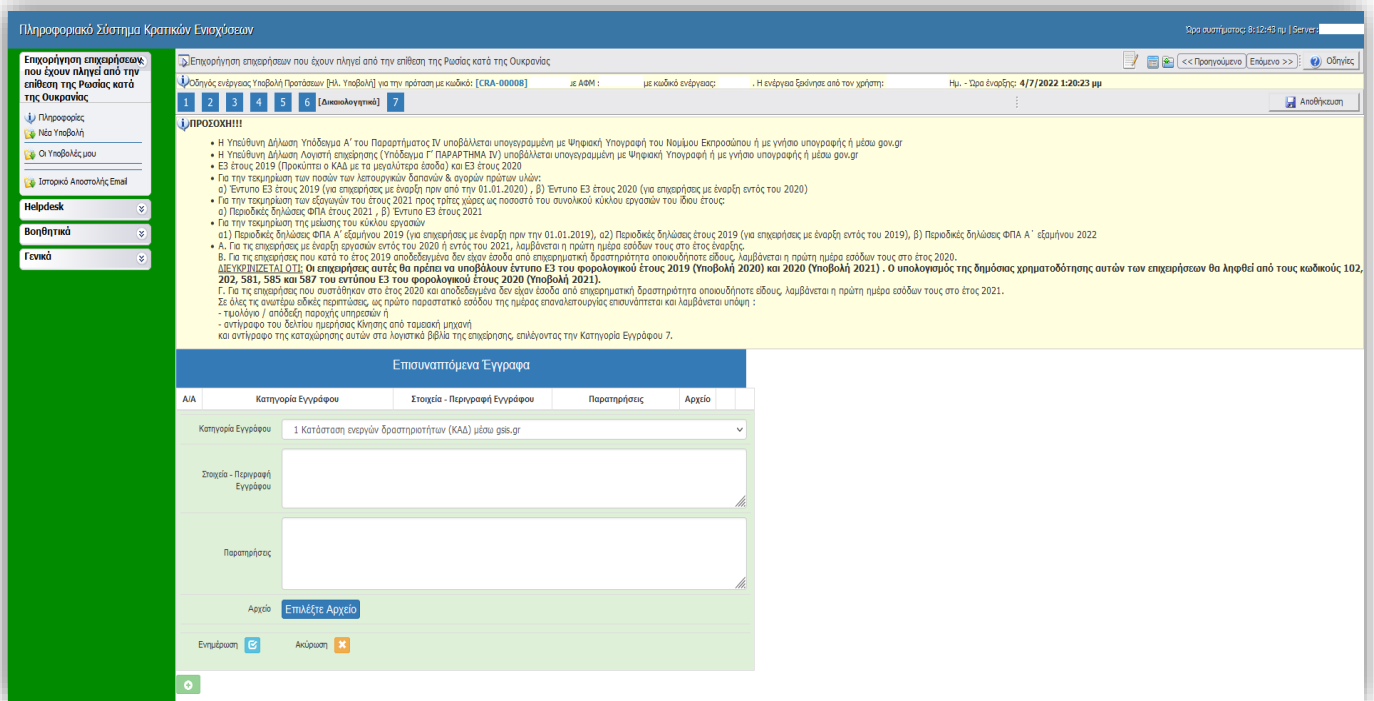 Πληροφοριακό Σύστημα Κρατικών Ενισχύσεων
Ώρα συστήματος: 8:12:43 πμ | Server:
Επιχορήγηση επιχειρήσεων
που έχουν πληγεί από την
επίθεση της Ρωσίας κατά
της Ουκρανίας
Πληροφορίες
Νέα Υποβολή
Οι Υποβολές μου
Ιστορικό Αποστολής Email
Helpdesk
Βοηθητικά
Γενικά
Επιχορήγηση επιχειρήσεων που έχουν πληγεί από την επίθεση της Ρωσίας κατά της Ουκρανίας
<< Προηγούμενο Επόμενο >> Οδηγίες
Οδηγός ενέργειας Υποβολή Προτάσεων [Ηλ. Υποβολή] για την πρόταση με κωδικό: [CRA-00008] με ΑΦΜ : με κωδικό ενέργειας: . Η ενέργεια ξεκίνησε από τον χρήστη: Ημ. - Ώρα έναρξης: 4/7/2022 1:20:23 μμ
1 2 3 4 5 6 [Δικαιολογητικά] 7
Αποθήκευση
ΠΡΟΣΟΧΗ!!!
• Η Υπεύθυνη Δήλωση Υπόδειγμα Α΄ του Παραρτήματος IV υποβάλλεται υπογεγραμμένη με Ψηφιακή Υπογραφή του Νομίμου Εκπροσώπου ή με γνήσιο υπογραφής ή μέσω gov.gr
• Η Υπεύθυνη Δήλωση Λογιστή επιχείρησης (Υπόδειγμα Γ΄ ΠΑΡΑΡΤΗΜΑ IV) υποβάλλεται υπογεγραμμένη με Ψηφιακή Υπογραφή ή με γνήσιο υπογραφής ή μέσω gov.gr
• Ε3 έτους 2019 (Προκύπτει ο ΚΑΔ με τα μεγαλύτερα έσοδα) και Ε3 έτους 2020
• Για την τεκμηρίωση των ποσών των λειτουργικών δαπανών & αγορών πρώτων υλών:
α) Έντυπο Ε3 έτους 2019 (για επιχειρήσεις με έναρξη πριν από την 01.01.2020) , β) Έντυπο Ε3 έτους 2020 (για επιχειρήσεις με έναρξη εντός του 2020)
• Για την τεκμηρίωση των εξαγωγών του έτους 2021 προς τρίτες χώρες ως ποσοστό του συνολικού κύκλου εργασιών του ίδιου έτους:
α) Περιοδικές δηλώσεις ΦΠΑ έτους 2021 , β) Έντυπο Ε3 έτους 2021
• Για την τεκμηρίωση της μείωσης του κύκλου εργασιών
α1) Περιοδικές δηλώσεις ΦΠΑ Α΄ εξαμήνου 2019 (για επιχειρήσεις με έναρξη πριν την 01.01.2019), α2) Περιοδικές δηλώσεις έτους 2019 (για επιχειρήσεις με έναρξη εντός του 2019), β) Περιοδικές δηλώσεις ΦΠΑ Α΄ εξαμήνου 2022
• Α. Για τις επιχειρήσεις με έναρξη εργασιών εντός του 2020 ή εντός του 2021, λαμβάνεται η πρώτη ημέρα εσόδων τους στο έτος έναρξης.
Β. Για τις επιχειρήσεις που κατά το έτος 2019 αποδεδειγμένα δεν είχαν έσοδα από επιχειρηματική δραστηριότητα οποιουδήποτε είδους, λαμβάνεται η πρώτη ημέρα εσόδων τους στο έτος 2020.
ΔΙΕΥΚΡΙΝΙΖΕΤΑΙ ΟΤΙ: Οι επιχειρήσεις αυτές θα πρέπει να υποβάλουν έντυπο Ε3 του φορολογικού έτους 2019 (Υποβολή 2020) και 2020 (Υποβολή 2021) . Ο υπολογισμός της δημόσιας χρηματοδότησης αυτών των επιχειρήσεων θα ληφθεί από τους κωδικούς 102,
202, 581, 585 και 587 του εντύπου Ε3 του φορολογικού έτους 2020 (Υποβολή 2021).
Γ. Για τις επιχειρήσεις που συστάθηκαν στο έτος 2020 και αποδεδειγμένα δεν είχαν έσοδα από επιχειρηματική δραστηριότητα οποιουδήποτε είδους, λαμβάνεται η πρώτη ημέρα εσόδων τους στο έτος 2021.
Σε όλες τις ανωτέρω ειδικές περιπτώσεις, ως πρώτο παραστατικό εσόδου της ημέρας επαναλειτουργίας επισυνάπτεται και λαμβάνεται υπόψη :
- τιμολόγιο / απόδειξη παροχής υπηρεσιών ή
- αντίγραφο του δελτίου ημερήσιας Κίνησης από ταμειακή μηχανή
και αντίγραφο της καταχώρησης αυτών στα λογιστικά βιβλία της επιχείρησης, επιλέγοντας την Κατηγορία Εγγράφου 7.
Επισυναπτόμενα Έγγραφα
Α/Α Κατηγορία Εγγράφου Στοιχεία - Περιγραφή Εγγράφου Παρατηρήσεις Αρχείο
Κατηγορία Εγγράφου 1 Κατάσταση ενεργών δραστηριοτήτων (ΚΑΔ) μέσω gsis.gr
Στοιχεία - Περιγραφή
Εγγράφου
Παρατηρήσεις
Αρχείο Επιλέξτε Αρχείο
Ενημέρωση Ακύρωση